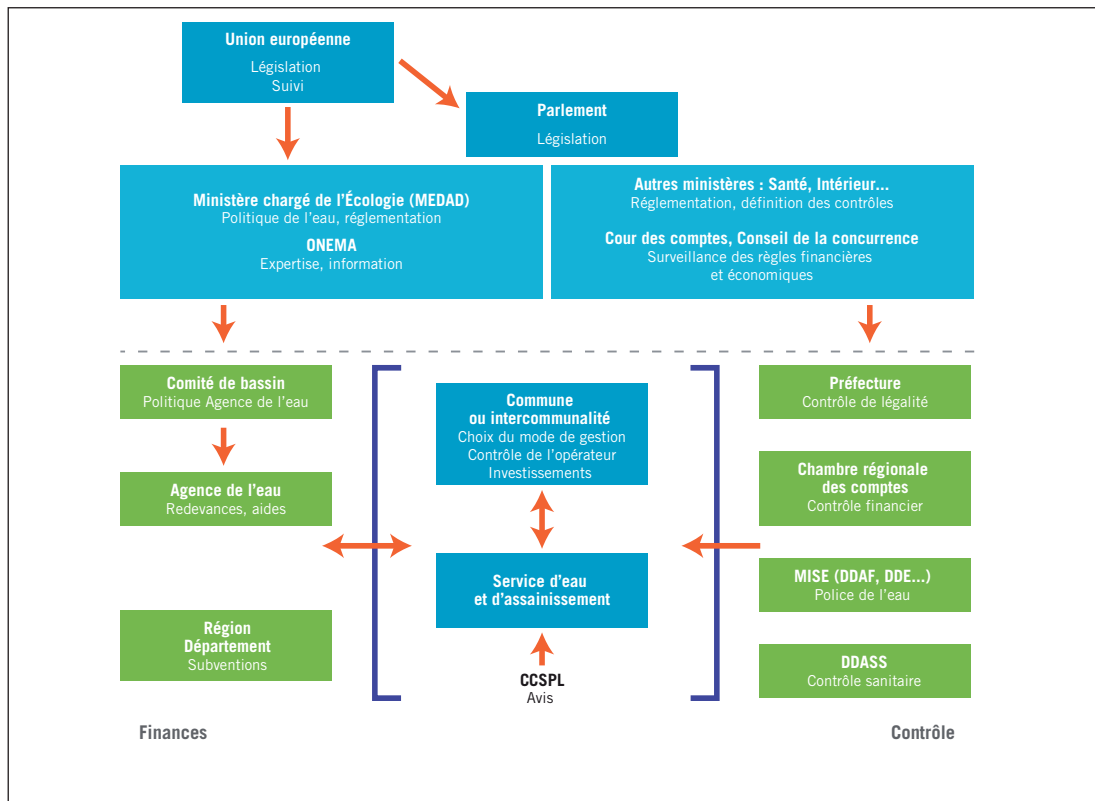 Union européenne
Législation
Suivi
Parlement
Législation
Ministère chargé de l'Écologie (MEDAD)
Politique de l'eau, réglementation
ONEMA
Expertise, information
Autres ministères : Santé, Intérieur...
Réglementation, définition des contrôles
Cour des comptes, Conseil de la concurrence
Surveillance des règles financières
et économiques
Comité de bassin
Politique Agence de l'eau
Agence de l'eau
Redevances, aides
Région
Département
Subventions
Commune
ou intercommunalité
Choix du mode de gestion
Contrôle de l'opérateur
Investissements
Service d'eau
et d'assainissement
CCSPL
Avis
Préfecture
Contrôle de légalité
Chambre régionale
des comptes
Contrôle financier
MISE (DDAF, DDE...)
Police de l'eau
DDASS
Contrôle sanitaire
Finances
Contrôle